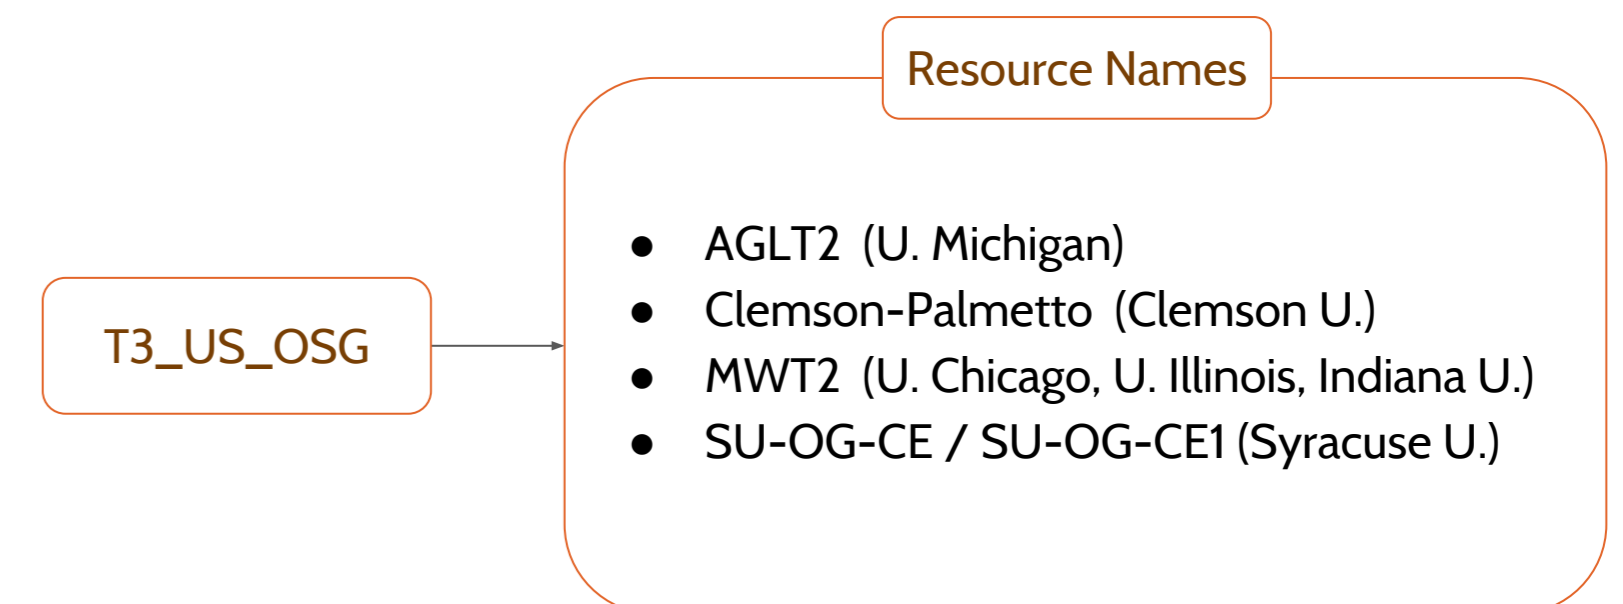 Resource Names
T3_US_OSG
● AGLT2 (U. Michigan)
● Clemson-Palmetto (Clemson U.)
● MWT2 (U. Chicago, U. Illinois, Indiana U.)
● SU-OG-CE / SU-OG-CE1 (Syracuse U.)